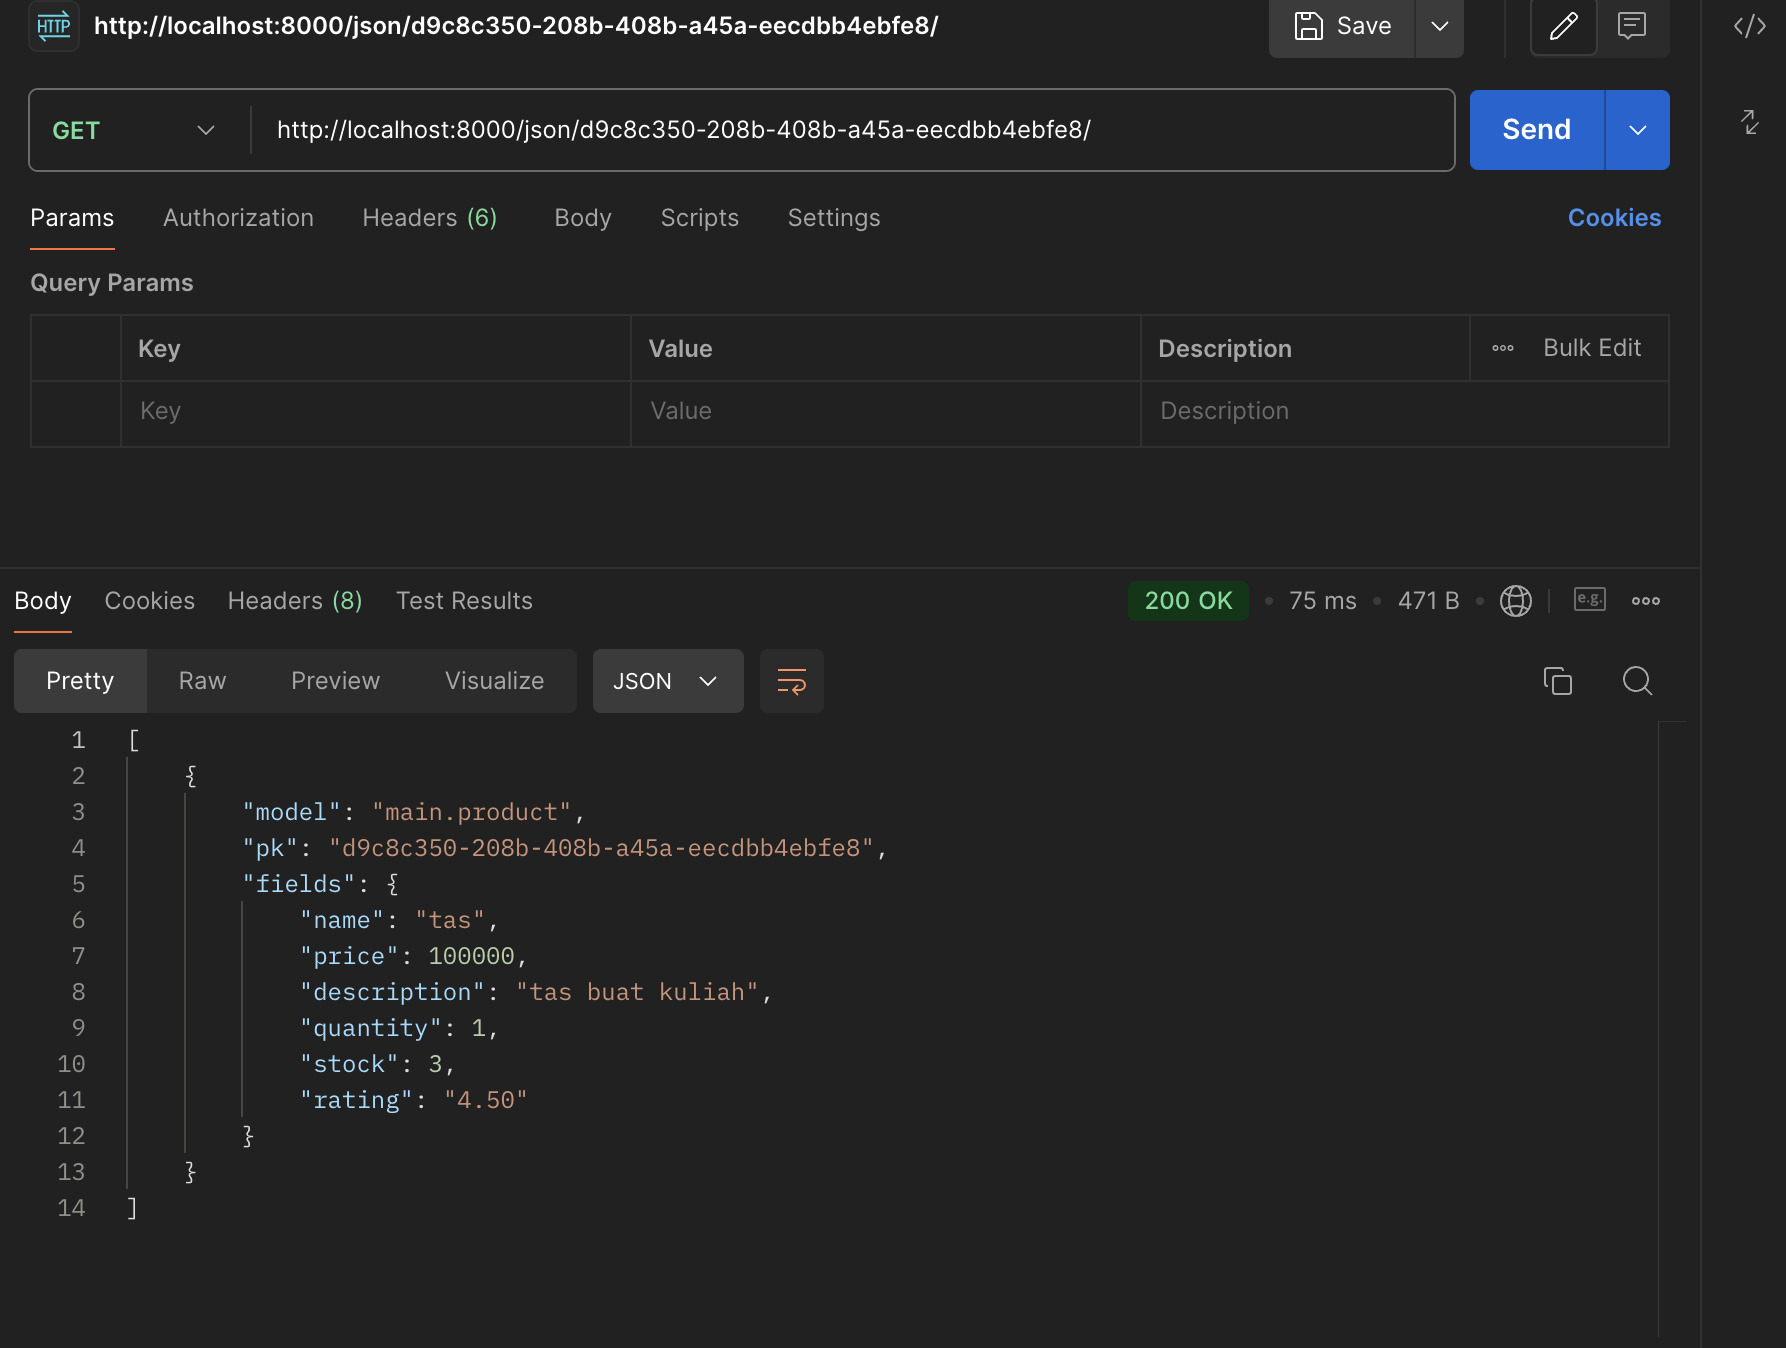 HTTP http://localhost:8000/json/d9c8c350-208b-408b-a45a-eecdbb4ebfe8/ Save
GET http://localhost:8000/json/d9c8c350-208b-408b-a45a-eecdbb4ebfe8/ Send
Params Authorization Headers (6) Body Scripts Settings Cookies
Query Params
Key Value Description Bulk Edit
Key Value Description
Body Cookies Headers (8) Test Results 200 OK • 75 ms • 471 B • e.g.
Pretty Raw Preview Visualize JSON
1 [
2 {
3 "model": "main.product",
4 "pk": "d9c8c350-208b-408b-a45a-eecdbb4ebfe8",
5 "fields": {
6 "name": "tas",
7 "price": 100000,
8 "description": "tas buat kuliah",
9 "quantity": 1,
10 "stock": 3,
11 "rating": "4.50"
12 }
13 }
14 ]